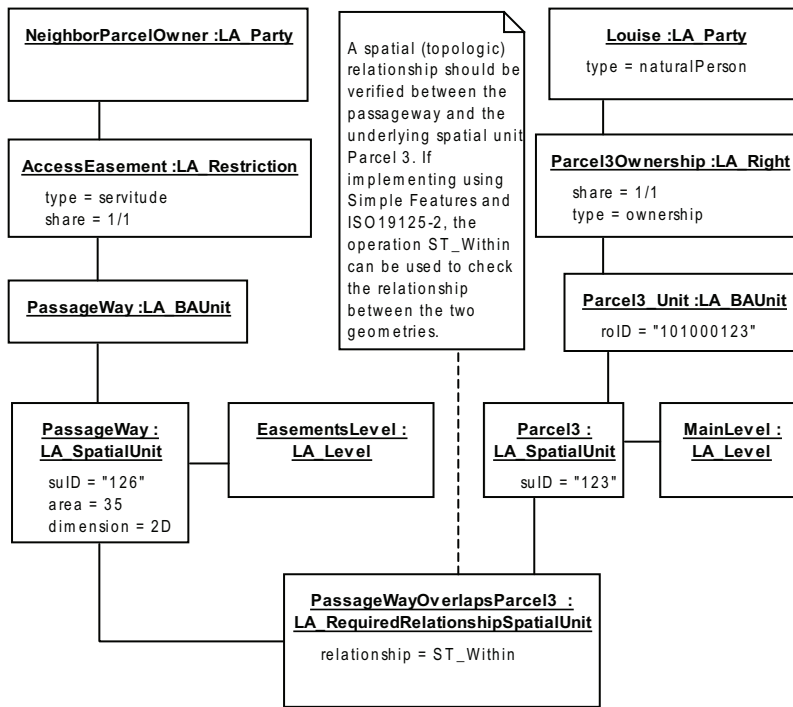 NeighborParcelOwner :LA_Party
A spatial (topologic)
relationship should be
verified between the
passageway and the
underlying spatial unit
Parcel 3. If
implementing using
Simple Features and
ISO19125-2, the
operation ST_Within
can be used to check
the relationship
between the two
geometries.
Louise :LA_Party
type = naturalPerson
AccessEasement :LA_Restriction
type = servitude
share = 1/1
Parcel3Ownership :LA_Right
share = 1/1
type = ownership
PassageWay :LA_BAUnit
Parcel3_Unit :LA_BAUnit
roID = "101000123"
PassageWay :
LA_SpatialUnit
suID = "126"
area = 35
dimension = 2D
EasementsLevel :
LA_Level
Parcel3 :
LA_SpatialUnit
suID = "123"
MainLevel :
LA_Level
PassageWayOverlapsParcel3 :
LA_RequiredRelationshipSpatialUnit
relationship = ST_Within